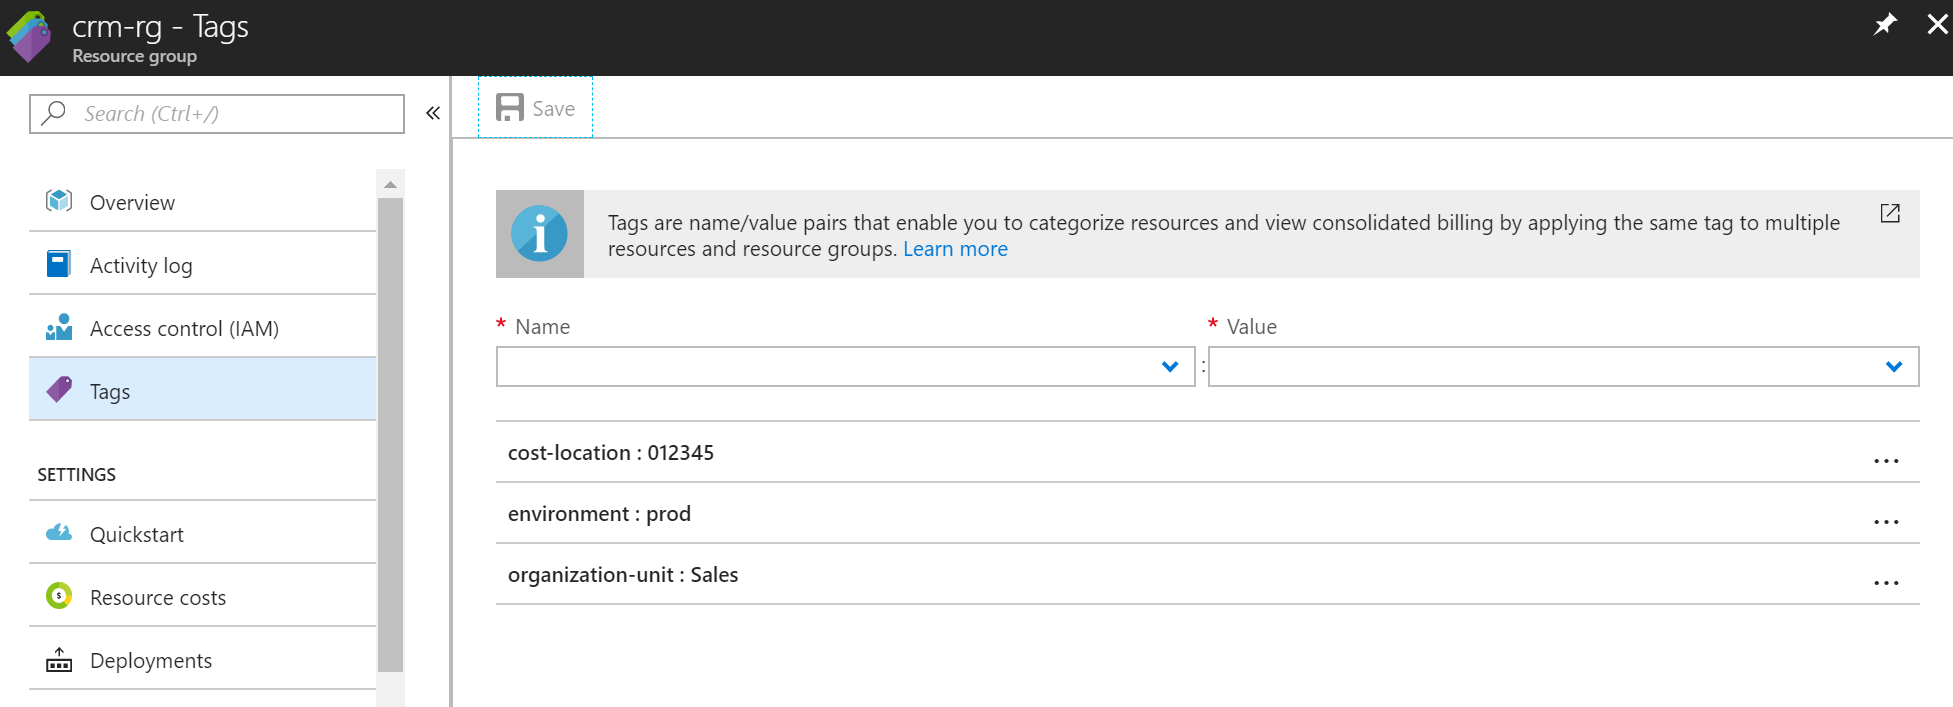 crm-rg - Tags
Resource group
Search (Ctrl+/)
Overview
Activity log
Access control (IAM)
Tags
SETTINGS
Quickstart
Resource costs
Deployments
Save
Tags are name/value pairs that enable you to categorize resources and view consolidated billing by applying the same tag to multiple
resources and resource groups. Learn more
* Name
* Value
:
cost-location : 012345
...
environment : prod
...
organization-unit : Sales
...